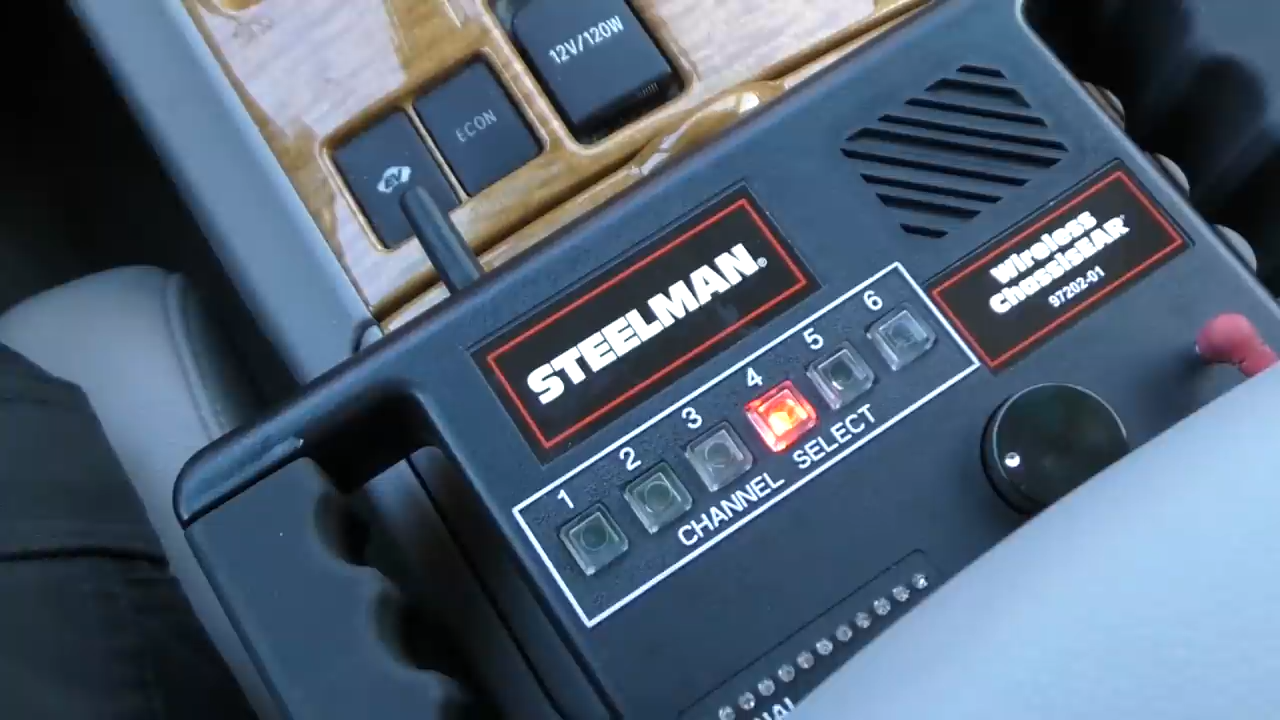 12V/120W
ECON
STEELMAN®
Wireless
ChassisEAR®
97202-01
1 2 3 4 5 6
CHANNEL SELECT